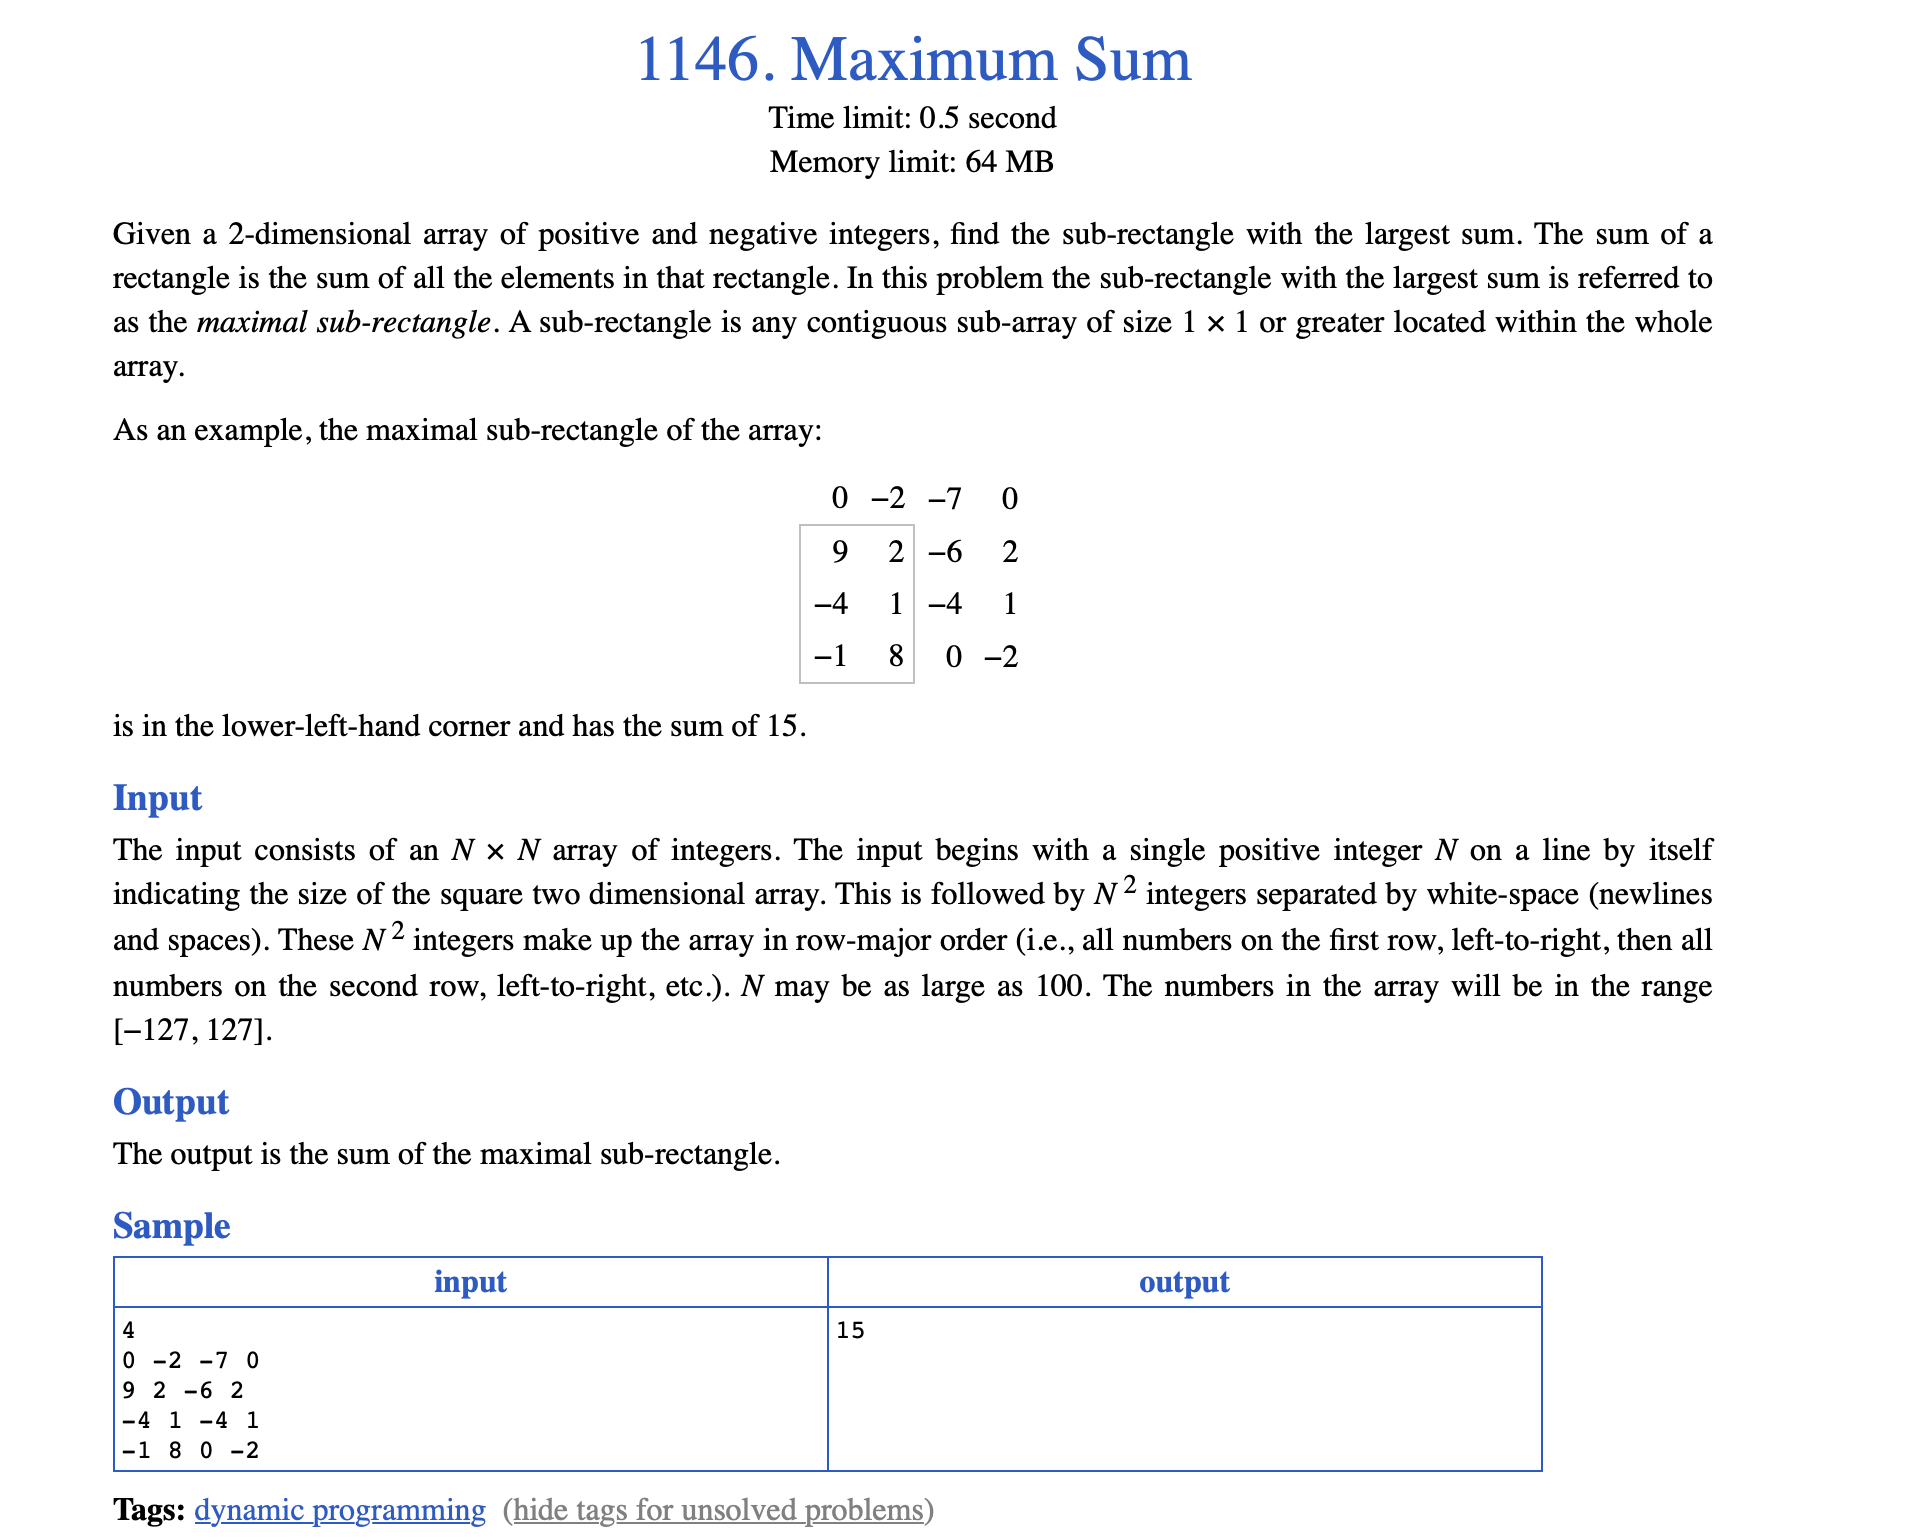 1146. Maximum Sum
Time limit: 0.5 second
Memory limit: 64 MB
Given a 2-dimensional array of positive and negative integers, find the sub-rectangle with the largest sum. The sum of a
rectangle is the sum of all the elements in that rectangle. In this problem the sub-rectangle with the largest sum is referred to
as the maximal sub-rectangle. A sub-rectangle is any contiguous sub-array of size 1 × 1 or greater located within the whole
array.
As an example, the maximal sub-rectangle of the array:
0 −2 −7 0
9 2 −6 2
−4 1 −4 1
−1 8 0 −2
is in the lower-left-hand corner and has the sum of 15.
Input
The input consists of an N × N array of integers. The input begins with a single positive integer N on a line by itself
indicating the size of the square two dimensional array. This is followed by N 2 integers separated by white-space (newlines
and spaces). These N 2 integers make up the array in row-major order (i.e., all numbers on the first row, left-to-right, then all
numbers on the second row, left-to-right, etc.). N may be as large as 100. The numbers in the array will be in the range
[−127, 127].
Output
The output is the sum of the maximal sub-rectangle.
Sample
input output
4 15
0 -2 -7 0
9 2 -6 2
-4 1 -4 1
-1 8 0 -2
Tags: dynamic programming (hide tags for unsolved problems)